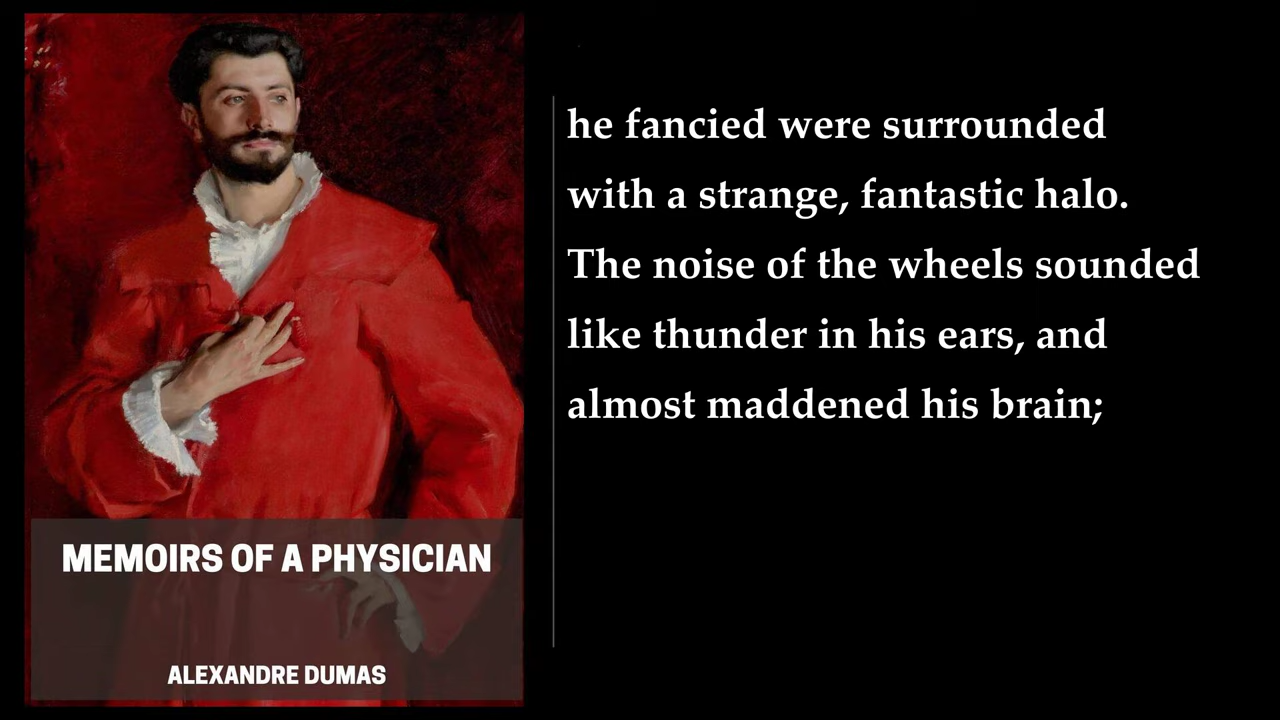 he fancied were surrounded
with a strange, fantastic halo.
The noise of the wheels sounded
like thunder in his ears, and
almost maddened his brain;
MEMOIRS OF A PHYSICIAN
ALEXANDRE DUMAS